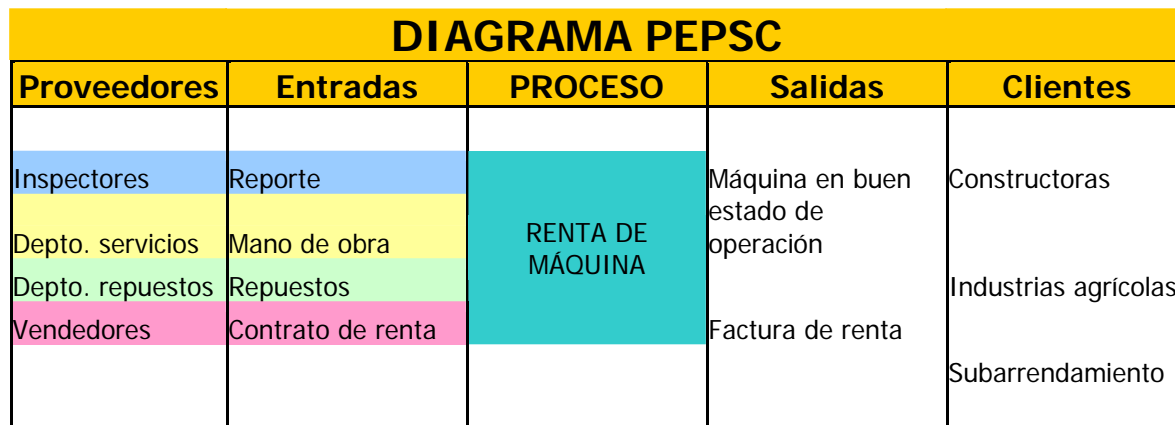 DIAGRAMA PEPSC
Proveedores Entradas PROCESO Salidas Clientes
Inspectores Reporte Máquina en buen Constructoras
estado de
Depto. servicios Mano de obra RENTA DE operación
MÁQUINA
Depto. repuestos Repuestos Industrias agrícolas
Vendedores Contrato de renta Factura de renta
Subarrendamiento